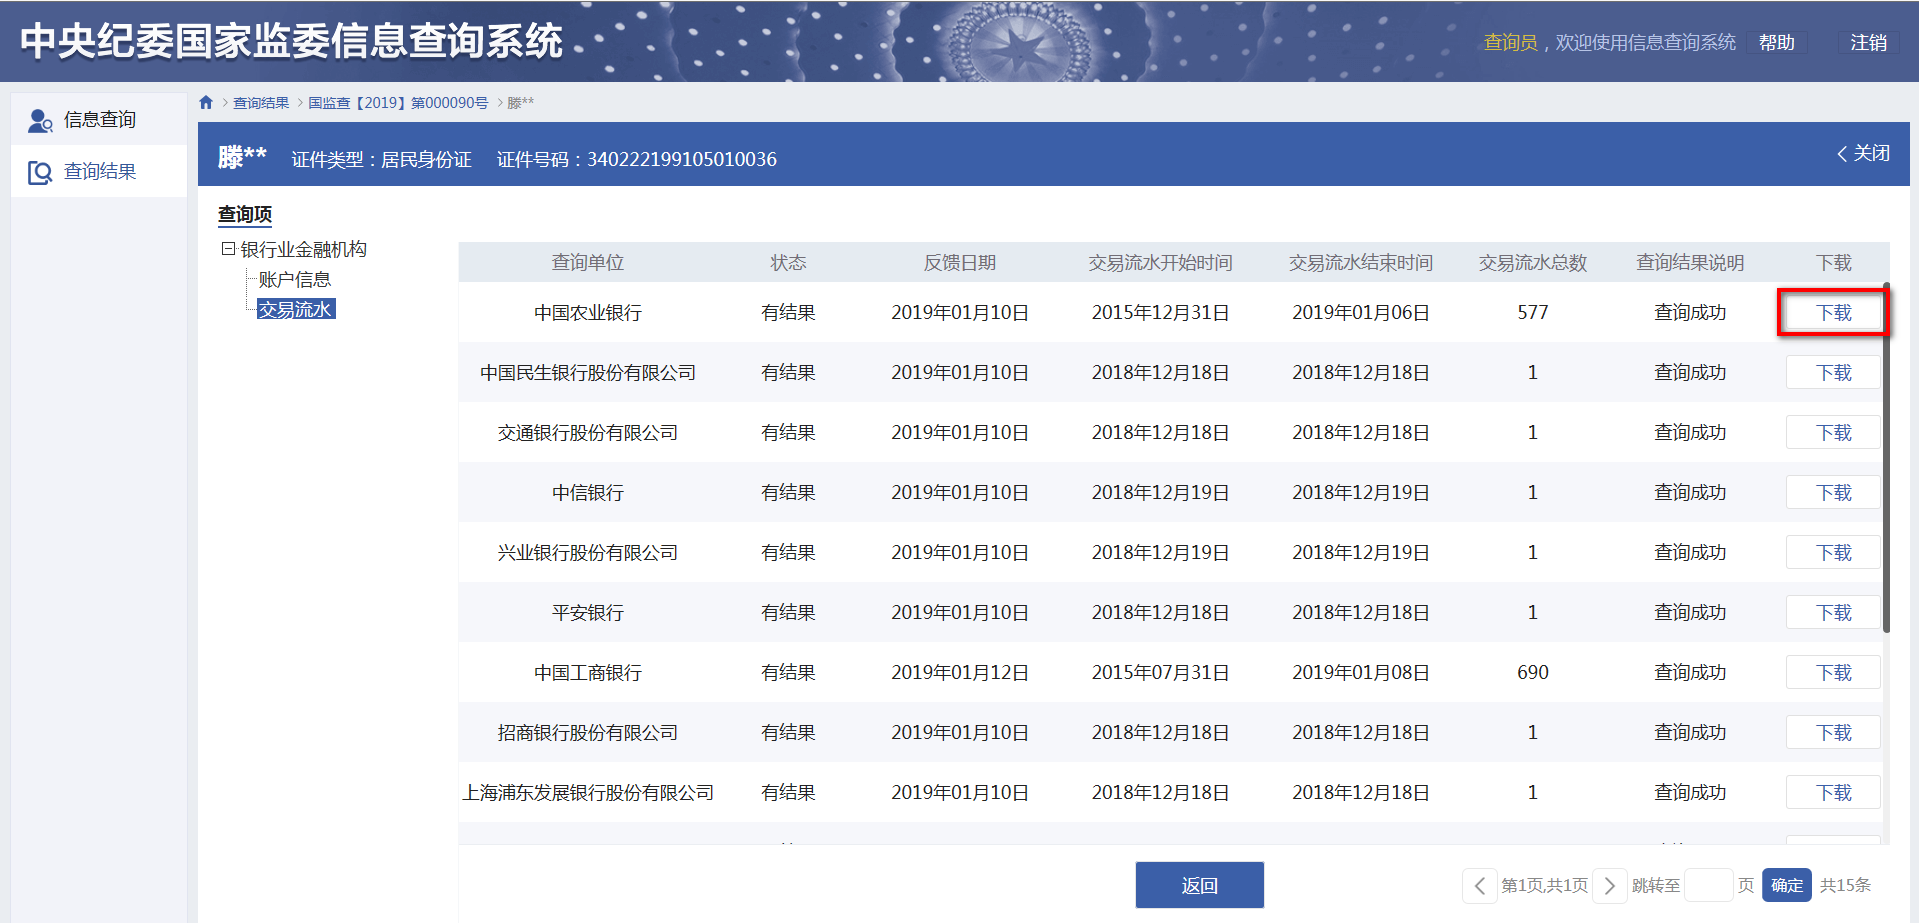 中央纪委国家监委信息查询系统
查询员，欢迎使用信息查询系统 帮助 注销
信息查询
查询结果
查询结果 > 国监查【2019】第000090号 > 滕**
滕** 证件类型：居民身份证 证件号码：340222199105010036
关闭
查询项
银行业金融机构
账户信息
交易流水
查询单位 状态 反馈日期 交易流水开始时间 交易流水结束时间 交易流水总数 查询结果说明 下载
中国农业银行 有结果 2019年01月10日 2015年12月31日 2019年01月06日 577 查询成功 下载
中国民生银行股份有限公司 有结果 2019年01月10日 2018年12月18日 2018年12月18日 1 查询成功 下载
交通银行股份有限公司 有结果 2019年01月10日 2018年12月18日 2018年12月18日 1 查询成功 下载
中信银行 有结果 2019年01月10日 2018年12月19日 2018年12月19日 1 查询成功 下载
兴业银行股份有限公司 有结果 2019年01月10日 2018年12月19日 2018年12月19日 1 查询成功 下载
平安银行 有结果 2019年01月10日 2018年12月18日 2018年12月18日 1 查询成功 下载
中国工商银行 有结果 2019年01月12日 2015年07月31日 2019年01月08日 690 查询成功 下载
招商银行股份有限公司 有结果 2019年01月10日 2018年12月18日 2018年12月18日 1 查询成功 下载
上海浦东发展银行股份有限公司 有结果 2019年01月10日 2018年12月18日 2018年12月18日 1 查询成功 下载
返回
第1页,共1页 跳转至 页 确定 共15条